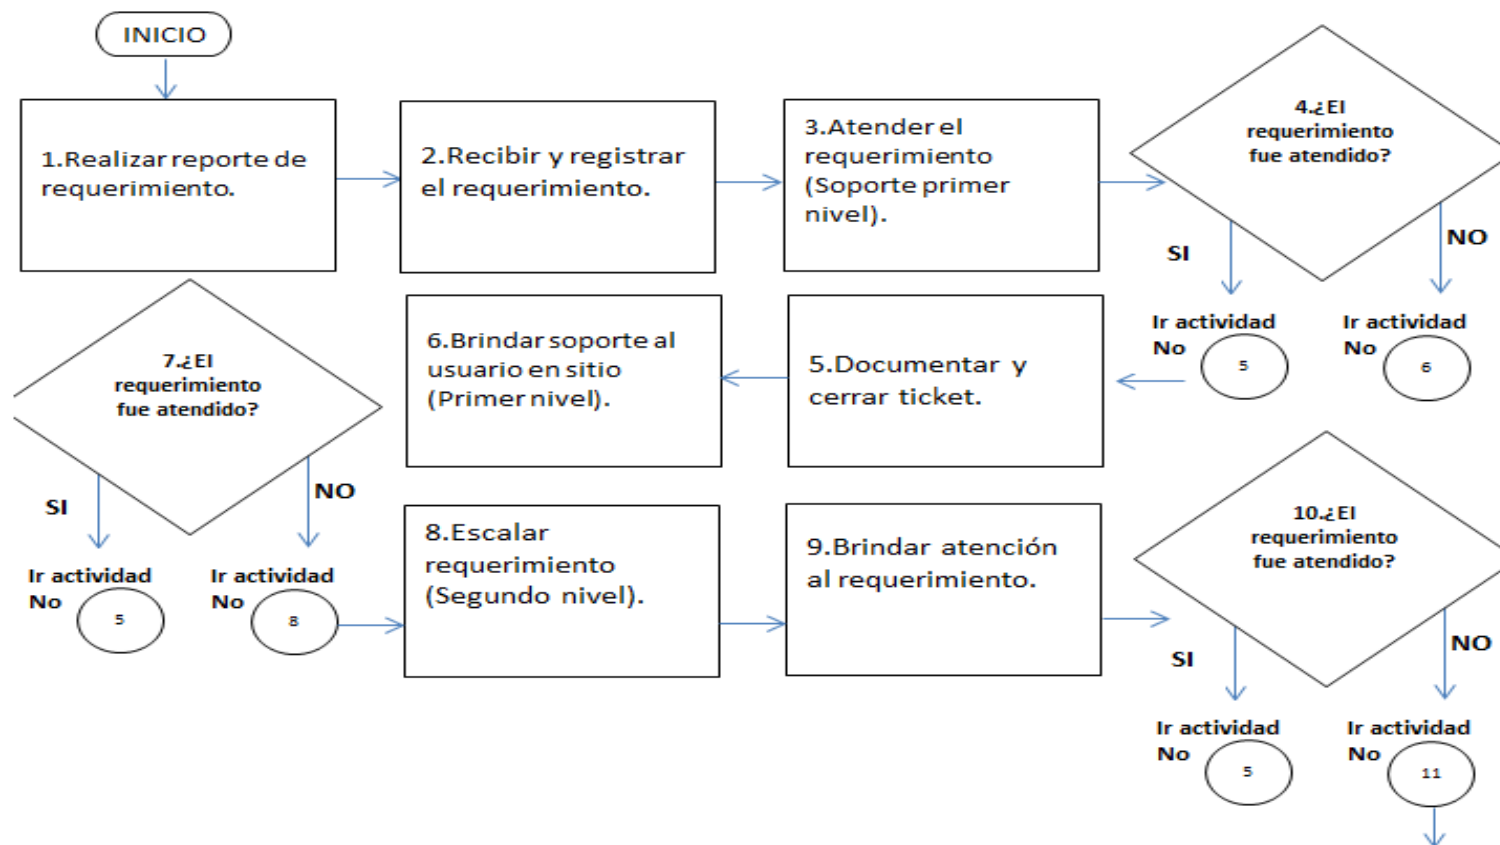 INICIO
1.Realizar reporte de
requerimiento.
2.Recibir y registrar
el requerimiento.
3.Atender el
requerimiento
(Soporte primer
nivel).
4.¿El
requerimiento
fue atendido?
SI
NO
Ir actividad
No 5
Ir actividad
No 6
5.Documentar y
cerrar ticket.
6.Brindar soporte al
usuario en sitio
(Primer nivel).
7.¿El
requerimiento
fue atendido?
SI
NO
Ir actividad
No 5
Ir actividad
No 8
8.Escalar
requerimiento
(Segundo nivel).
9.Brindar atención
al requerimiento.
10.¿El
requerimiento
fue atendido?
SI
NO
Ir actividad
No 5
Ir actividad
No 11